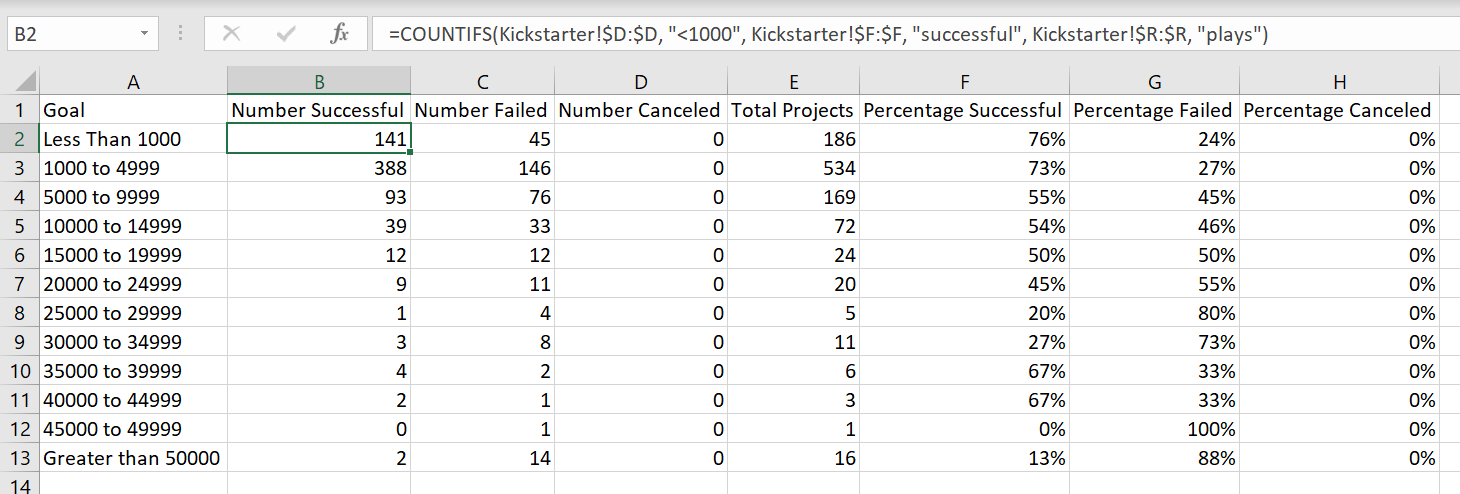 B2 fx =COUNTIFS(Kickstarter!$D:$D, "<1000", Kickstarter!$F:$F, "successful", Kickstarter!$R:$R, "plays")
A B C D E F G H
1 Goal Number Successful Number Failed Number Canceled Total Projects Percentage Successful Percentage Failed Percentage Canceled
2 Less Than 1000 141 45 0 186 76% 24% 0%
3 1000 to 4999 388 146 0 534 73% 27% 0%
4 5000 to 9999 93 76 0 169 55% 45% 0%
5 10000 to 14999 39 33 0 72 54% 46% 0%
6 15000 to 19999 12 12 0 24 50% 50% 0%
7 20000 to 24999 9 11 0 20 45% 55% 0%
8 25000 to 29999 1 4 0 5 20% 80% 0%
9 30000 to 34999 3 8 0 11 27% 73% 0%
10 35000 to 39999 4 2 0 6 67% 33% 0%
11 40000 to 44999 2 1 0 3 67% 33% 0%
12 45000 to 49999 0 1 0 1 0% 100% 0%
13 Greater than 50000 2 14 0 16 13% 88% 0%
14